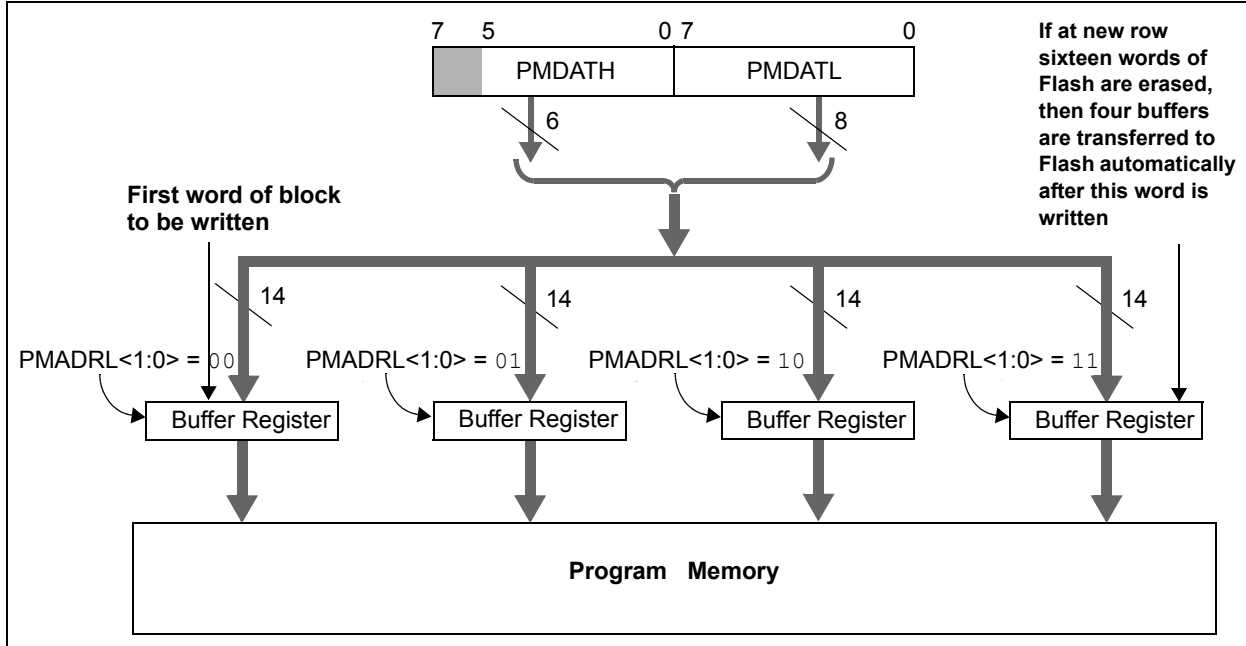 7 5 0 7 0
PMDATH PMDATL
6 8
If at new row
sixteen words of
Flash are erased,
then four buffers
are transferred to
Flash automatically
after this word is
written
First word of block
to be written
14 14 14 14
PMADRL<1:0> = 00 PMADRL<1:0> = 01 PMADRL<1:0> = 10 PMADRL<1:0> = 11
Buffer Register Buffer Register Buffer Register Buffer Register
Program Memory